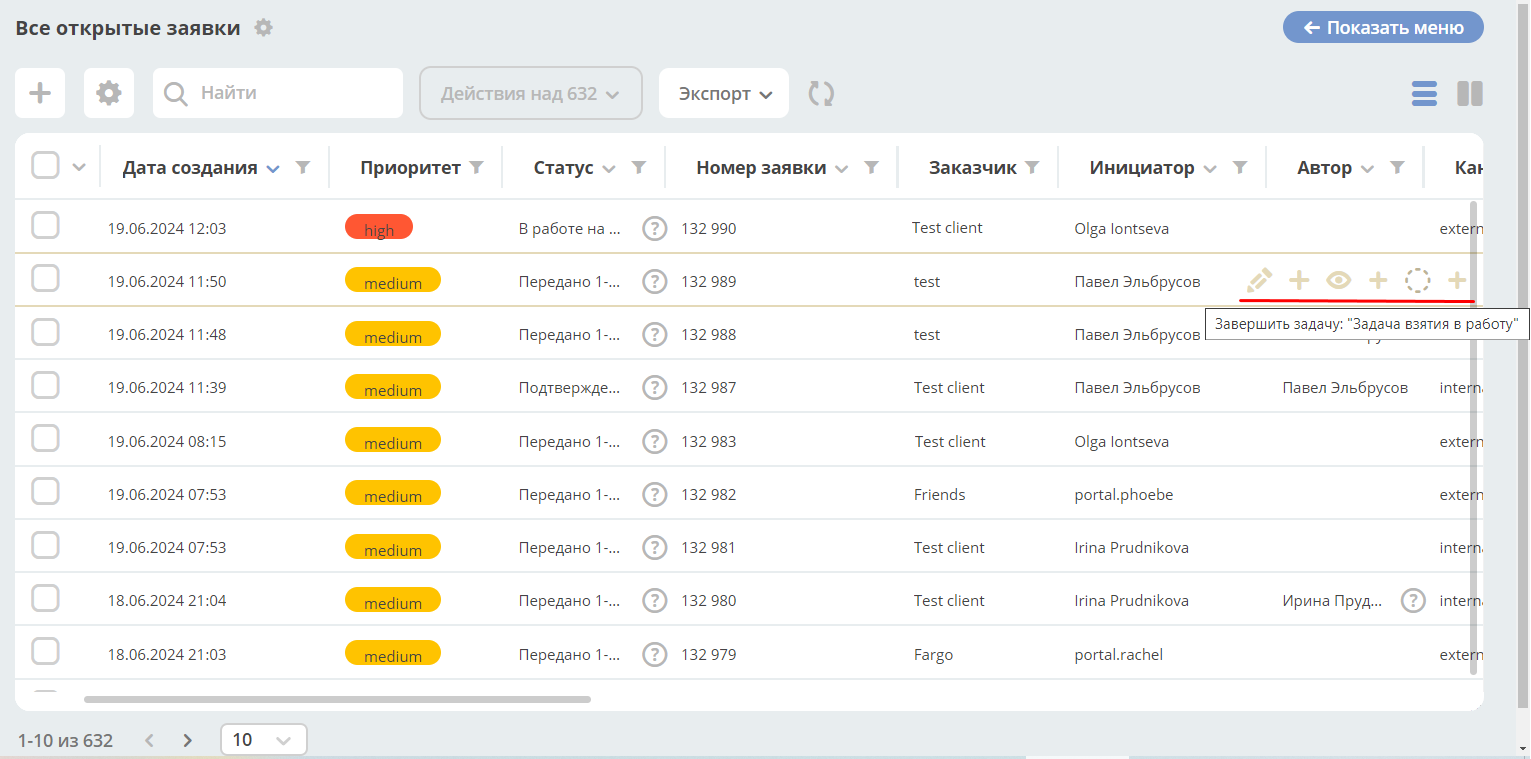 Все открытые заявки
Показать меню
Найти
Действия над 632
Экспорт
Дата создания Приоритет Статус Номер заявки Заказчик Инициатор Автор Кан
19.06.2024 12:03 high В работе на ... ? 132 990 Test client Olga Iontseva extern
19.06.2024 11:50 medium Передано 1-... ? 132 989 test Павел Эльбрусов
Завершить задачу: "Задача взятия в работу"
19.06.2024 11:48 medium Передано 1-... ? 132 988 test Павел Эльбрусов
19.06.2024 11:39 medium Подтвержде... ? 132 987 Test client Павел Эльбрусов Павел Эльбрусов interna
19.06.2024 08:15 medium Передано 1-... ? 132 983 Test client Olga Iontseva extern
19.06.2024 07:53 medium Передано 1-... ? 132 982 Friends portal.phoebe extern
19.06.2024 07:53 medium Передано 1-... ? 132 981 Test client Irina Prudnikova interna
18.06.2024 21:04 medium Передано 1-... ? 132 980 Test client Irina Prudnikova Ирина Пруд... ? interna
18.06.2024 21:03 medium Передано 1-... ? 132 979 Fargo portal.rachel extern
1-10 из 632
10